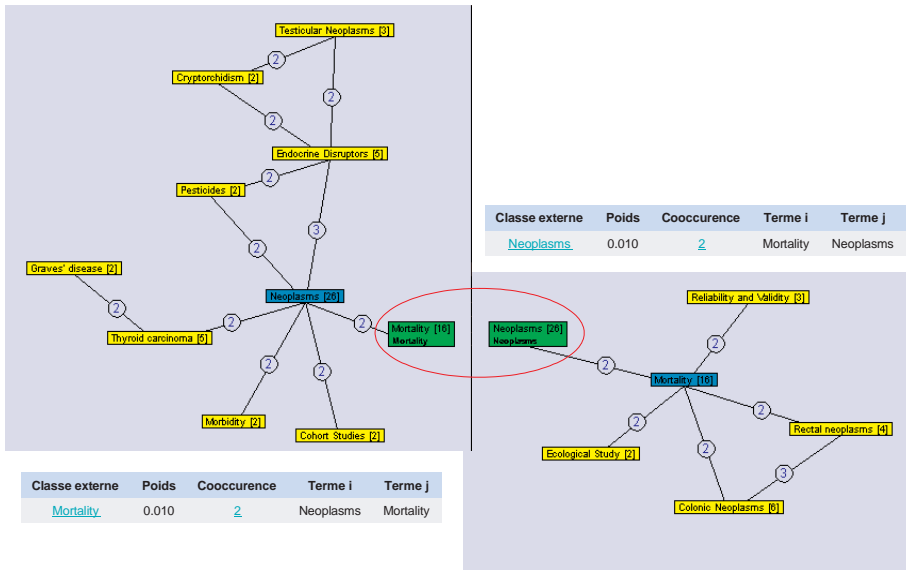 Testicular Neoplasms [3]
2
Cryptorchidism [2]
2
2
Endocrine Disruptors [5]
2
Pesticides [2]
3
2
Graves' disease [2]
Neoplasms [26]
2
2
2
Thyroid carcinoma [5]
Mortality [16]
Mortality
2
2
Morbidity [2]
Cohort Studies [2]
Classe externe Poids Cooccurence Terme i Terme j
Mortality 0.010 2 Neoplasms Mortality
Classe externe Poids Cooccurence Terme i Terme j
Neoplasms 0.010 2 Mortality Neoplasms
Reliability and Validity [3]
Neoplasms [26]
Neoplasms
2
2
Mortality [16]
2
2
Rectal neoplasms [4]
2
Ecological Study [2]
3
Colonic Neoplasms [6]